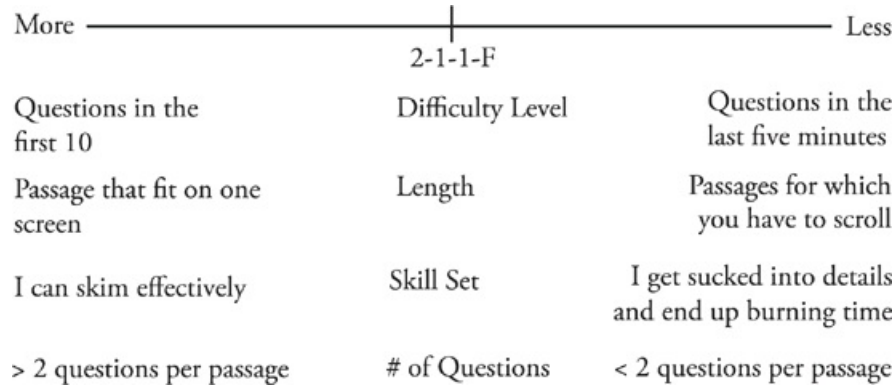 More Less
2-1-1-F
Questions in the first 10
Difficulty Level
Questions in the last five minutes
Passage that fit on one screen
Length
Passages for which you have to scroll
I can skim effectively
Skill Set
I get sucked into details and end up burning time
> 2 questions per passage
# of Questions
< 2 questions per passage